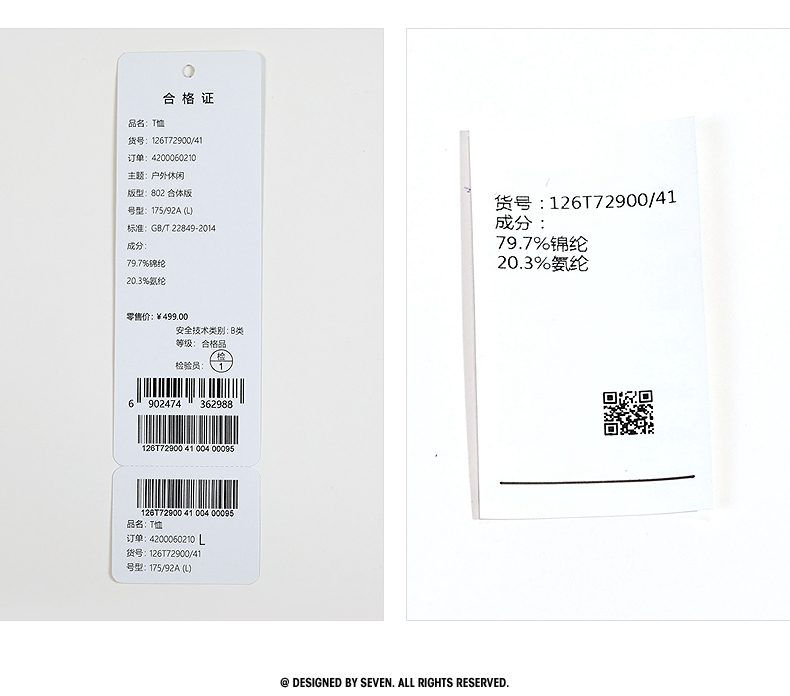 合格证
品名: T恤
货号: 126T72900/41
订单: 4200060210
主题: 户外休闲
版型: 802 合体版
号型: 175/92A (L)
标准: GB/T 22849-2014
成分:
79.7%锦纶
20.3%氨纶
零售价: ¥499.00
安全技术类别: B类
等级: 合格品
检验员: 检 1
6 902474 362988
126T72900 41 004 00095
126T72900 41 004 00095
品名: T恤
订单: 4200060210 L
货号: 126T72900/41
号型: 175/92A (L)
货号：126T72900/41
成分：
79.7%锦纶
20.3%氨纶
@ DESIGNED BY SEVEN. ALL RIGHTS RESERVED.